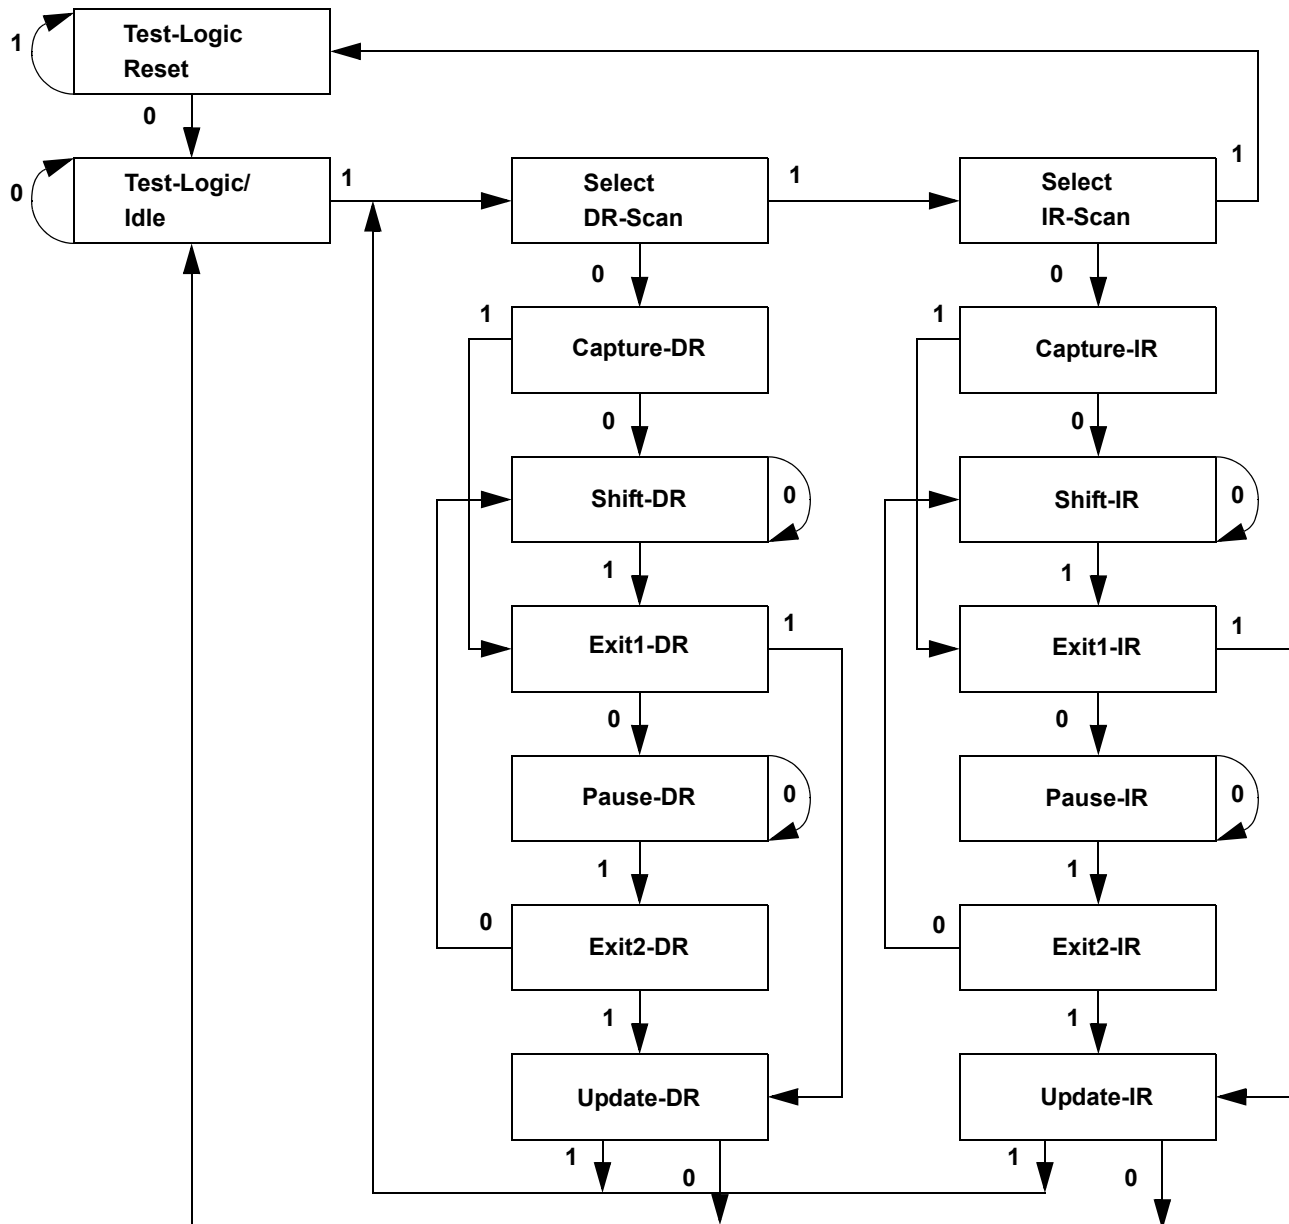 1
Test-Logic
Reset
0
0
Test-Logic/
Idle
1
Select
DR-Scan
1
Select
IR-Scan
1
0
0
1
Capture-DR
1
Capture-IR
0
0
Shift-DR
0
Shift-IR
0
1
1
Exit1-DR
1
Exit1-IR
1
0
0
Pause-DR
0
Pause-IR
0
1
1
0
Exit2-DR
0
Exit2-IR
1
1
Update-DR
Update-IR
1
0
1
0